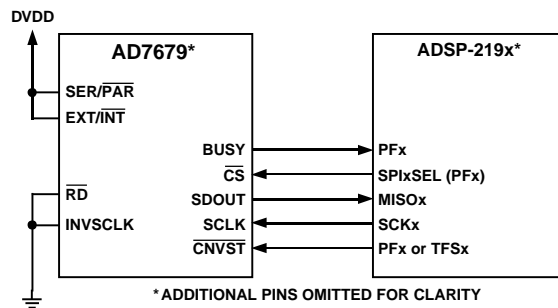 DVDD
AD7679*
ADSP-219x*
SER/PAR
EXT/INT
BUSY
PFx
CS
SPIxSEL (PFx)
RD
SDOUT
MISOx
INVSCLK
SCLK
SCKx
CNVST
PFx or TFSx
*ADDITIONAL PINS OMITTED FOR CLARITY